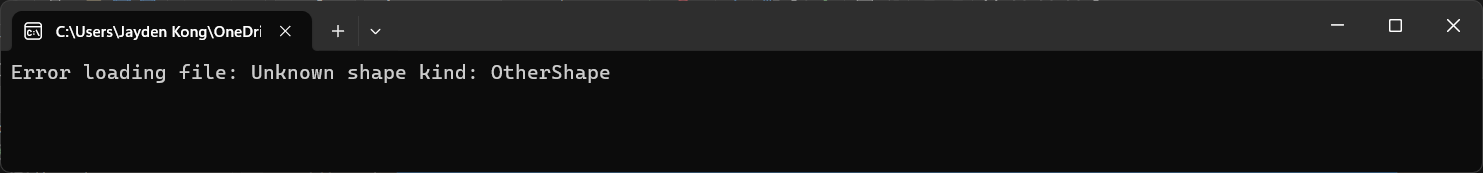 C:\Users\Jayden Kong\OneDri
Error loading file: Unknown shape kind: OtherShape